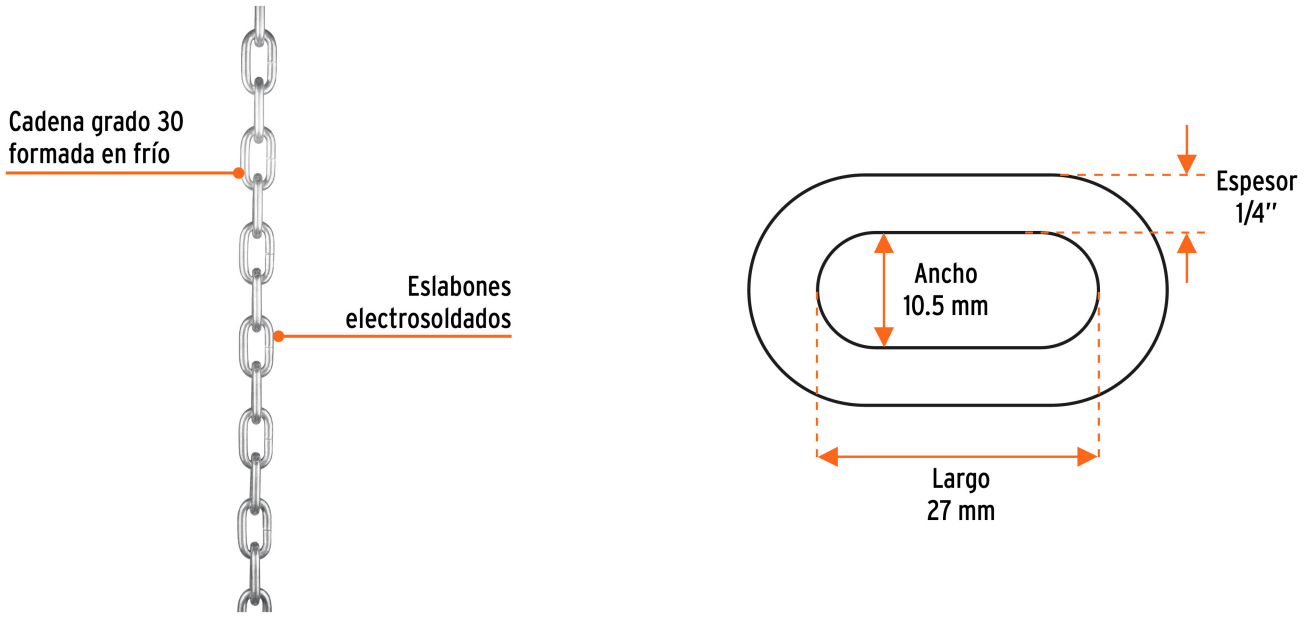 Cadena grado 30
formada en frío
Eslabones
electrosoldados
Espesor
1/4”
Ancho
10.5 mm
Largo
27 mm